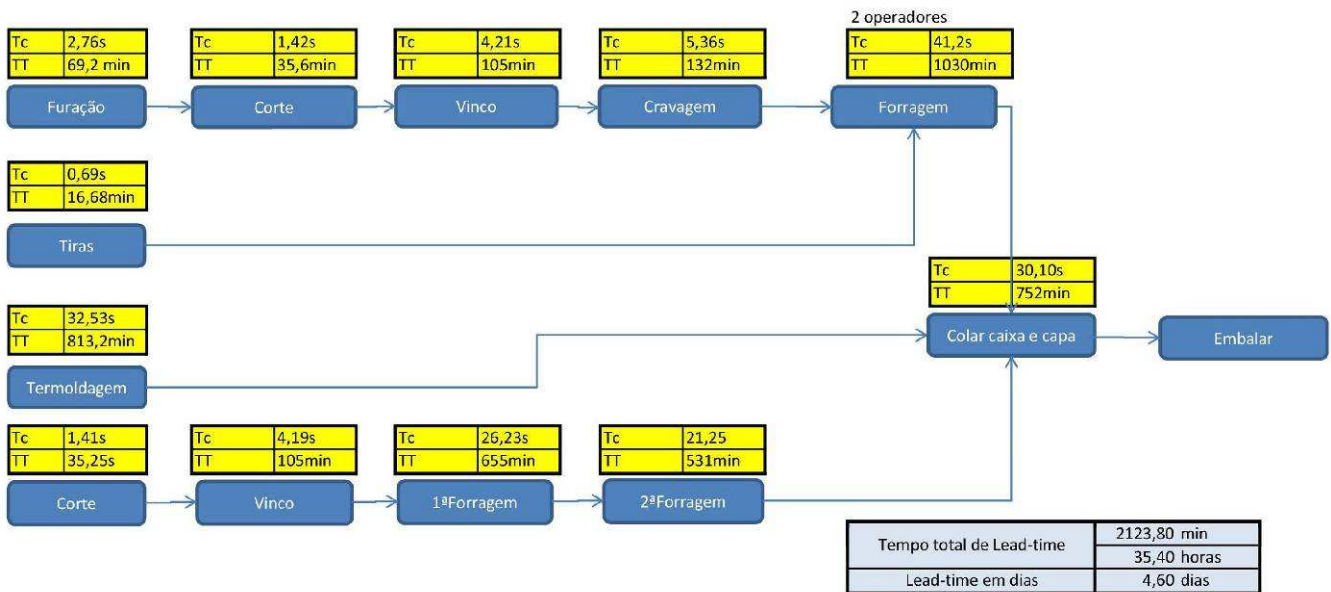 2 operadores
Tc 2,76s
TT 69,2 min
Furação
Tc 1,42s
TT 35,6min
Corte
Tc 4,21s
TT 105min
Vinco
Tc 5,36s
TT 132min
Cravagem
Tc 41,2s
TT 1030min
Forragem
Tc 0,69s
TT 16,68min
Tiras
Tc 30,10s
TT 752min
Colar caixa e capa
Embalar
Tc 32,53s
TT 813,2min
Termoldagem
Tc 1,41s
TT 35,25s
Corte
Tc 4,19s
TT 105min
Vinco
Tc 26,23s
TT 655min
1ªForragem
Tc 21,25
TT 531min
2ªForragem
Tempo total de Lead-time 2123,80 min
35,40 horas
Lead-time em dias 4,60 dias